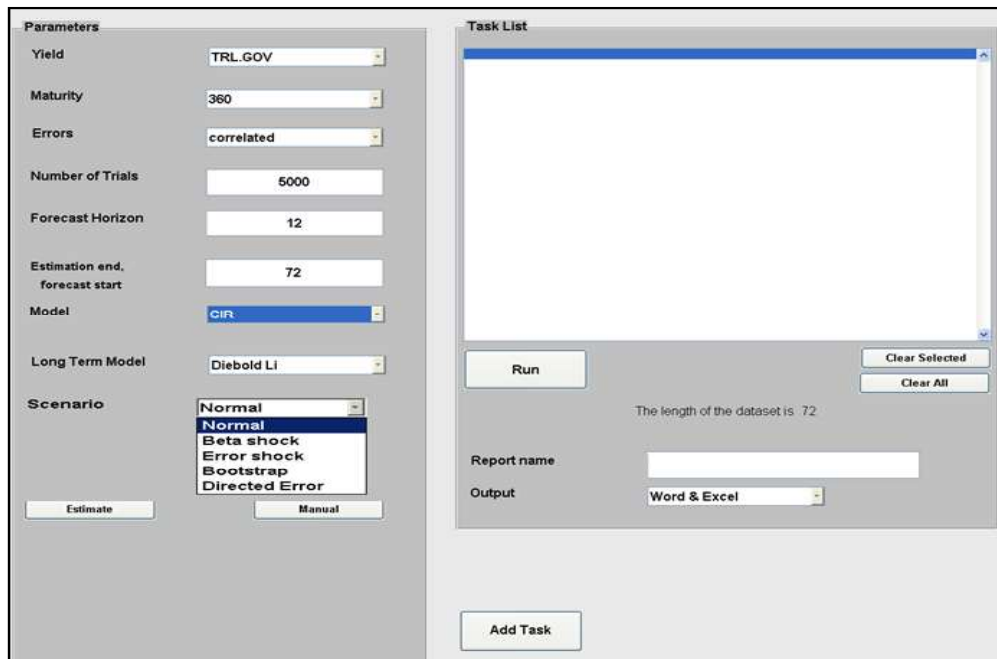 Parameters
Yield
TRL.GOV
Maturity
360
Errors
correlated
Number of Trials
5000
Forecast Horizon
12
Estimation end,
forecast start
72
Model
CIR
Long Term Model
Diebold Li
Scenario
Normal
Normal
Beta shock
Error shock
Bootstrap
Directed Error
Estimate
Manual
Task List
Run
Clear Selected
Clear All
The length of the dataset is 72
Report name
Output
Word & Excel
Add Task